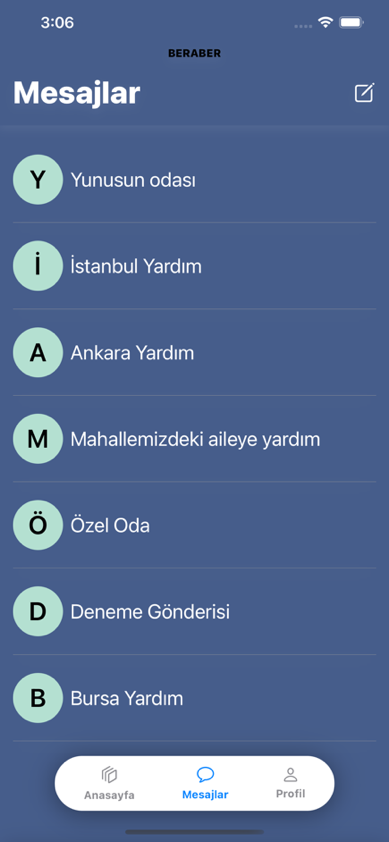 3:06
BERABER
Mesajlar
Y Yunusun odası
İ İstanbul Yardım
A Ankara Yardım
M Mahallemizdeki aileye yardım
Ö Özel Oda
D Deneme Gönderisi
B Bursa Yardım
Anasayfa Mesajlar Profil